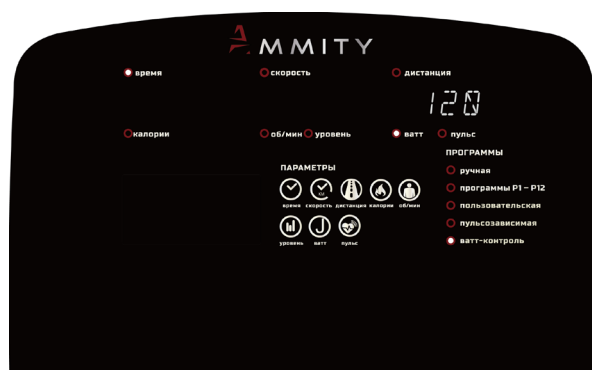 AMMITY
время скорость дистанция
120
калории об/мин уровень ватт пульс
ПРОГРАММЫ
ручная
программы P1 – P12
пользовательская
пульсозависимая
ватт-контроль
ПАРАМЕТРЫ
время скорость дистанция калории об/мин
уровень ватт пульс